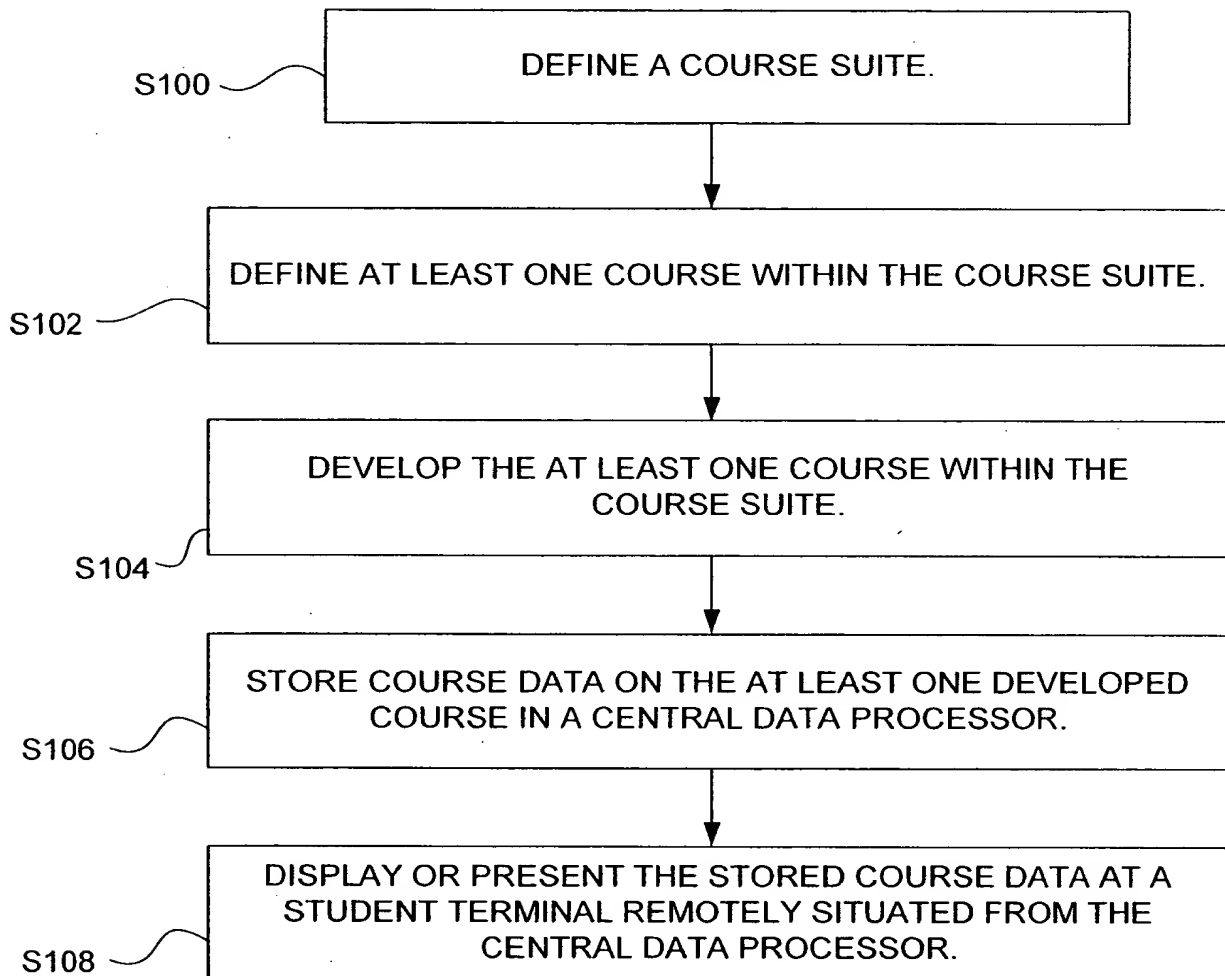 DEFINE A COURSE SUITE.
S100
DEFINE AT LEAST ONE COURSE WITHIN THE COURSE SUITE.
S102
DEVELOP THE AT LEAST ONE COURSE WITHIN THE
COURSE SUITE.
S104
STORE COURSE DATA ON THE AT LEAST ONE DEVELOPED
COURSE IN A CENTRAL DATA PROCESSOR.
S106
DISPLAY OR PRESENT THE STORED COURSE DATA AT A
STUDENT TERMINAL REMOTELY SITUATED FROM THE
CENTRAL DATA PROCESSOR.
S108